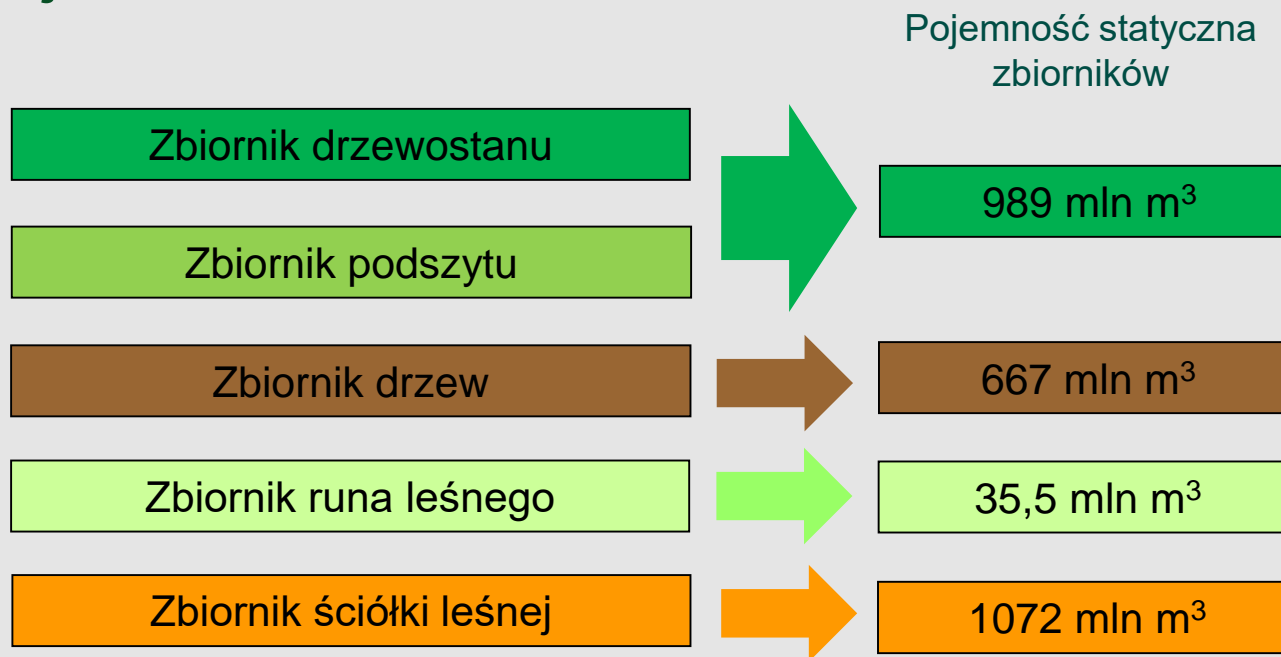 Pojemność statyczna
zbiorników
Zbiornik drzewostanu
989 mln m³
Zbiornik podszytu
Zbiornik drzew
667 mln m³
Zbiornik runa leśnego
35,5 mln m³
Zbiornik ściółki leśnej
1072 mln m³